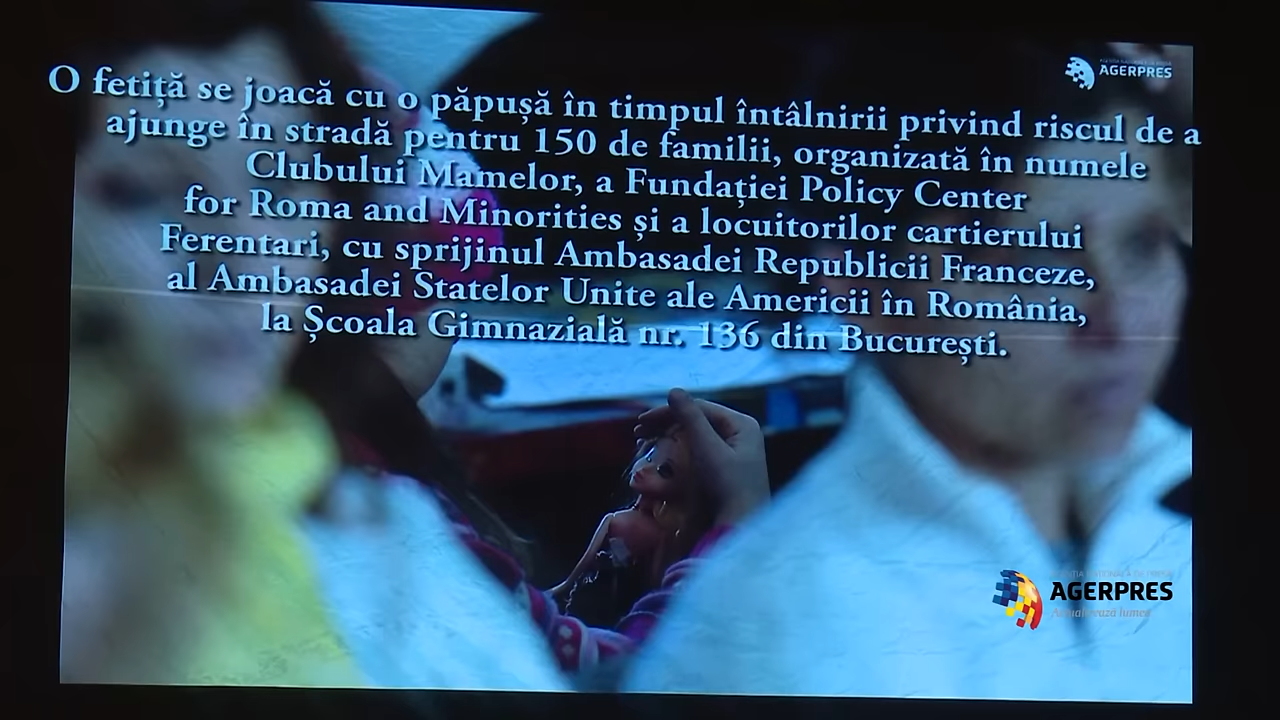 AGERPRES
O fetiță se joacă cu o păpușă în timpul întâlnirii privind riscul de a
ajunge în stradă pentru 150 de familii, organizată în numele
Clubului Mamelor, a Fundației Policy Center
for Roma and Minorities și a locuitorilor cartierului
Ferentari, cu sprijinul Ambasadei Republicii Franceze,
al Ambasadei Statelor Unite ale Americii în România,
la Școala Gimnazială nr. 136 din București.
AGERPRES
Actualizează lumea